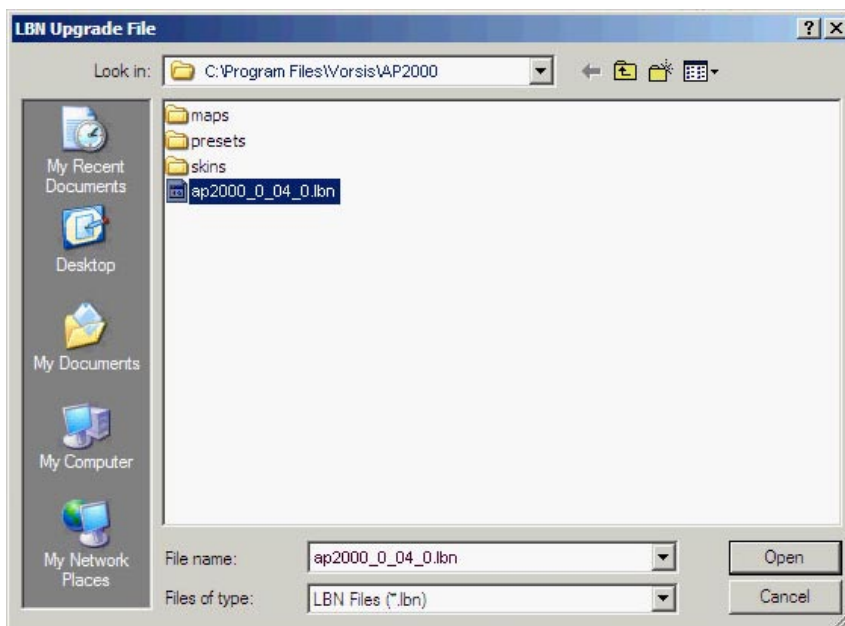 LBN Upgrade File
Look in: C:\Program Files\Vorsis\AP2000
My Recent
Documents
Desktop
My Documents
My Computer
My Network
Places
maps
presets
skins
ap2000_0_04_0.lbn
File name: ap2000_0_04_0.lbn Open
Files of type: LBN Files (*.lbn) Cancel